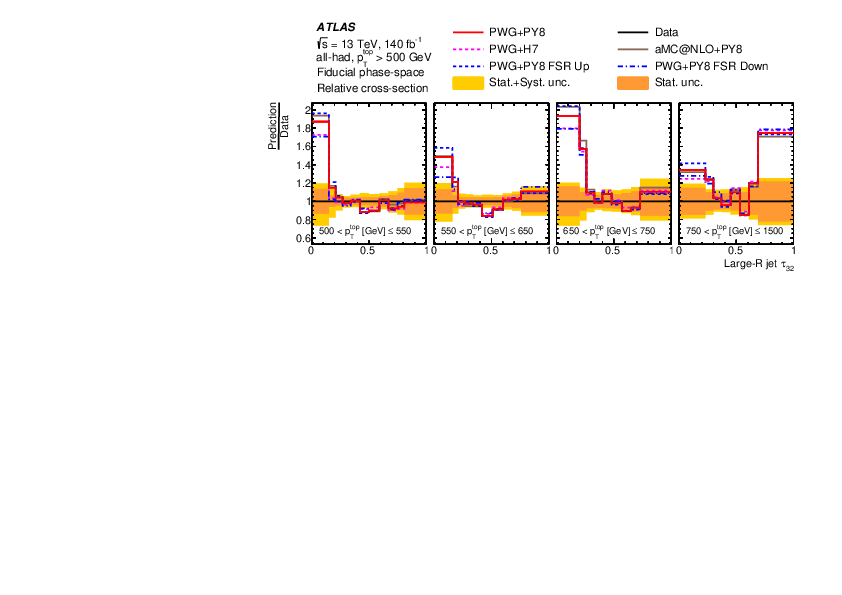 ATLAS
√s = 13 TeV, 140 fb⁻¹
all-had, p_T^top > 500 GeV
Fiducial phase-space
Relative cross-section
PWG+PY8
PWG+H7
PWG+PY8 FSR Up
Stat.+Syst. unc.
Data
aMC@NLO+PY8
PWG+PY8 FSR Down
Stat. unc.
Prediction
Data
2
1.8
1.6
1.4
1.2
1
0.8
0.6
500 < p_T^top [GeV] ≤ 550
550 < p_T^top [GeV] ≤ 650
650 < p_T^top [GeV] ≤ 750
750 < p_T^top [GeV] ≤ 1500
0 0.5 1 0 0.5 1 0 0.5 1 0 0.5 1
Large-R jet τ₃₂